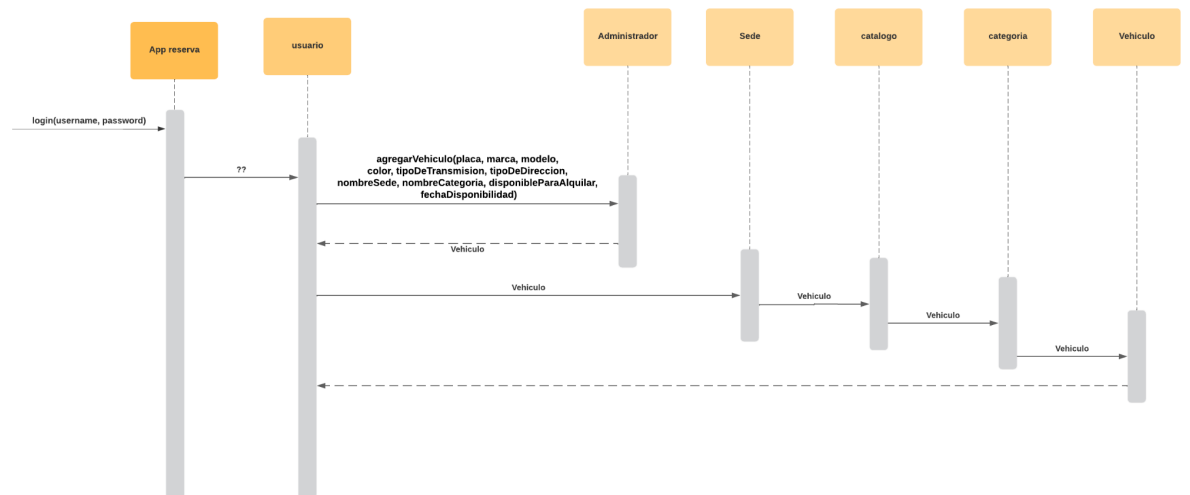 App reserva
usuario
Administrador
Sede
catalogo
categoria
Vehiculo
login(username, password)
??
agregarVehiculo(placa, marca, modelo,
color, tipoDeTransmision, tipoDeDireccion,
nombreSede, nombreCategoria, disponibleParaAlquilar,
fechaDisponibilidad)
Vehiculo
Vehiculo
Vehiculo
Vehiculo
Vehiculo